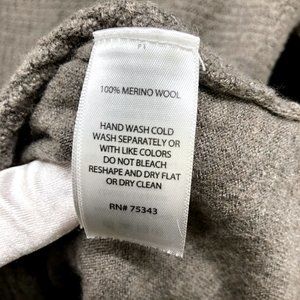 100% MERINO WOOL
HAND WASH COLD
WASH SEPARATELY OR
WITH LIKE COLORS
DO NOT BLEACH
RESHAPE AND DRY FLAT
OR DRY CLEAN
RN# 75343